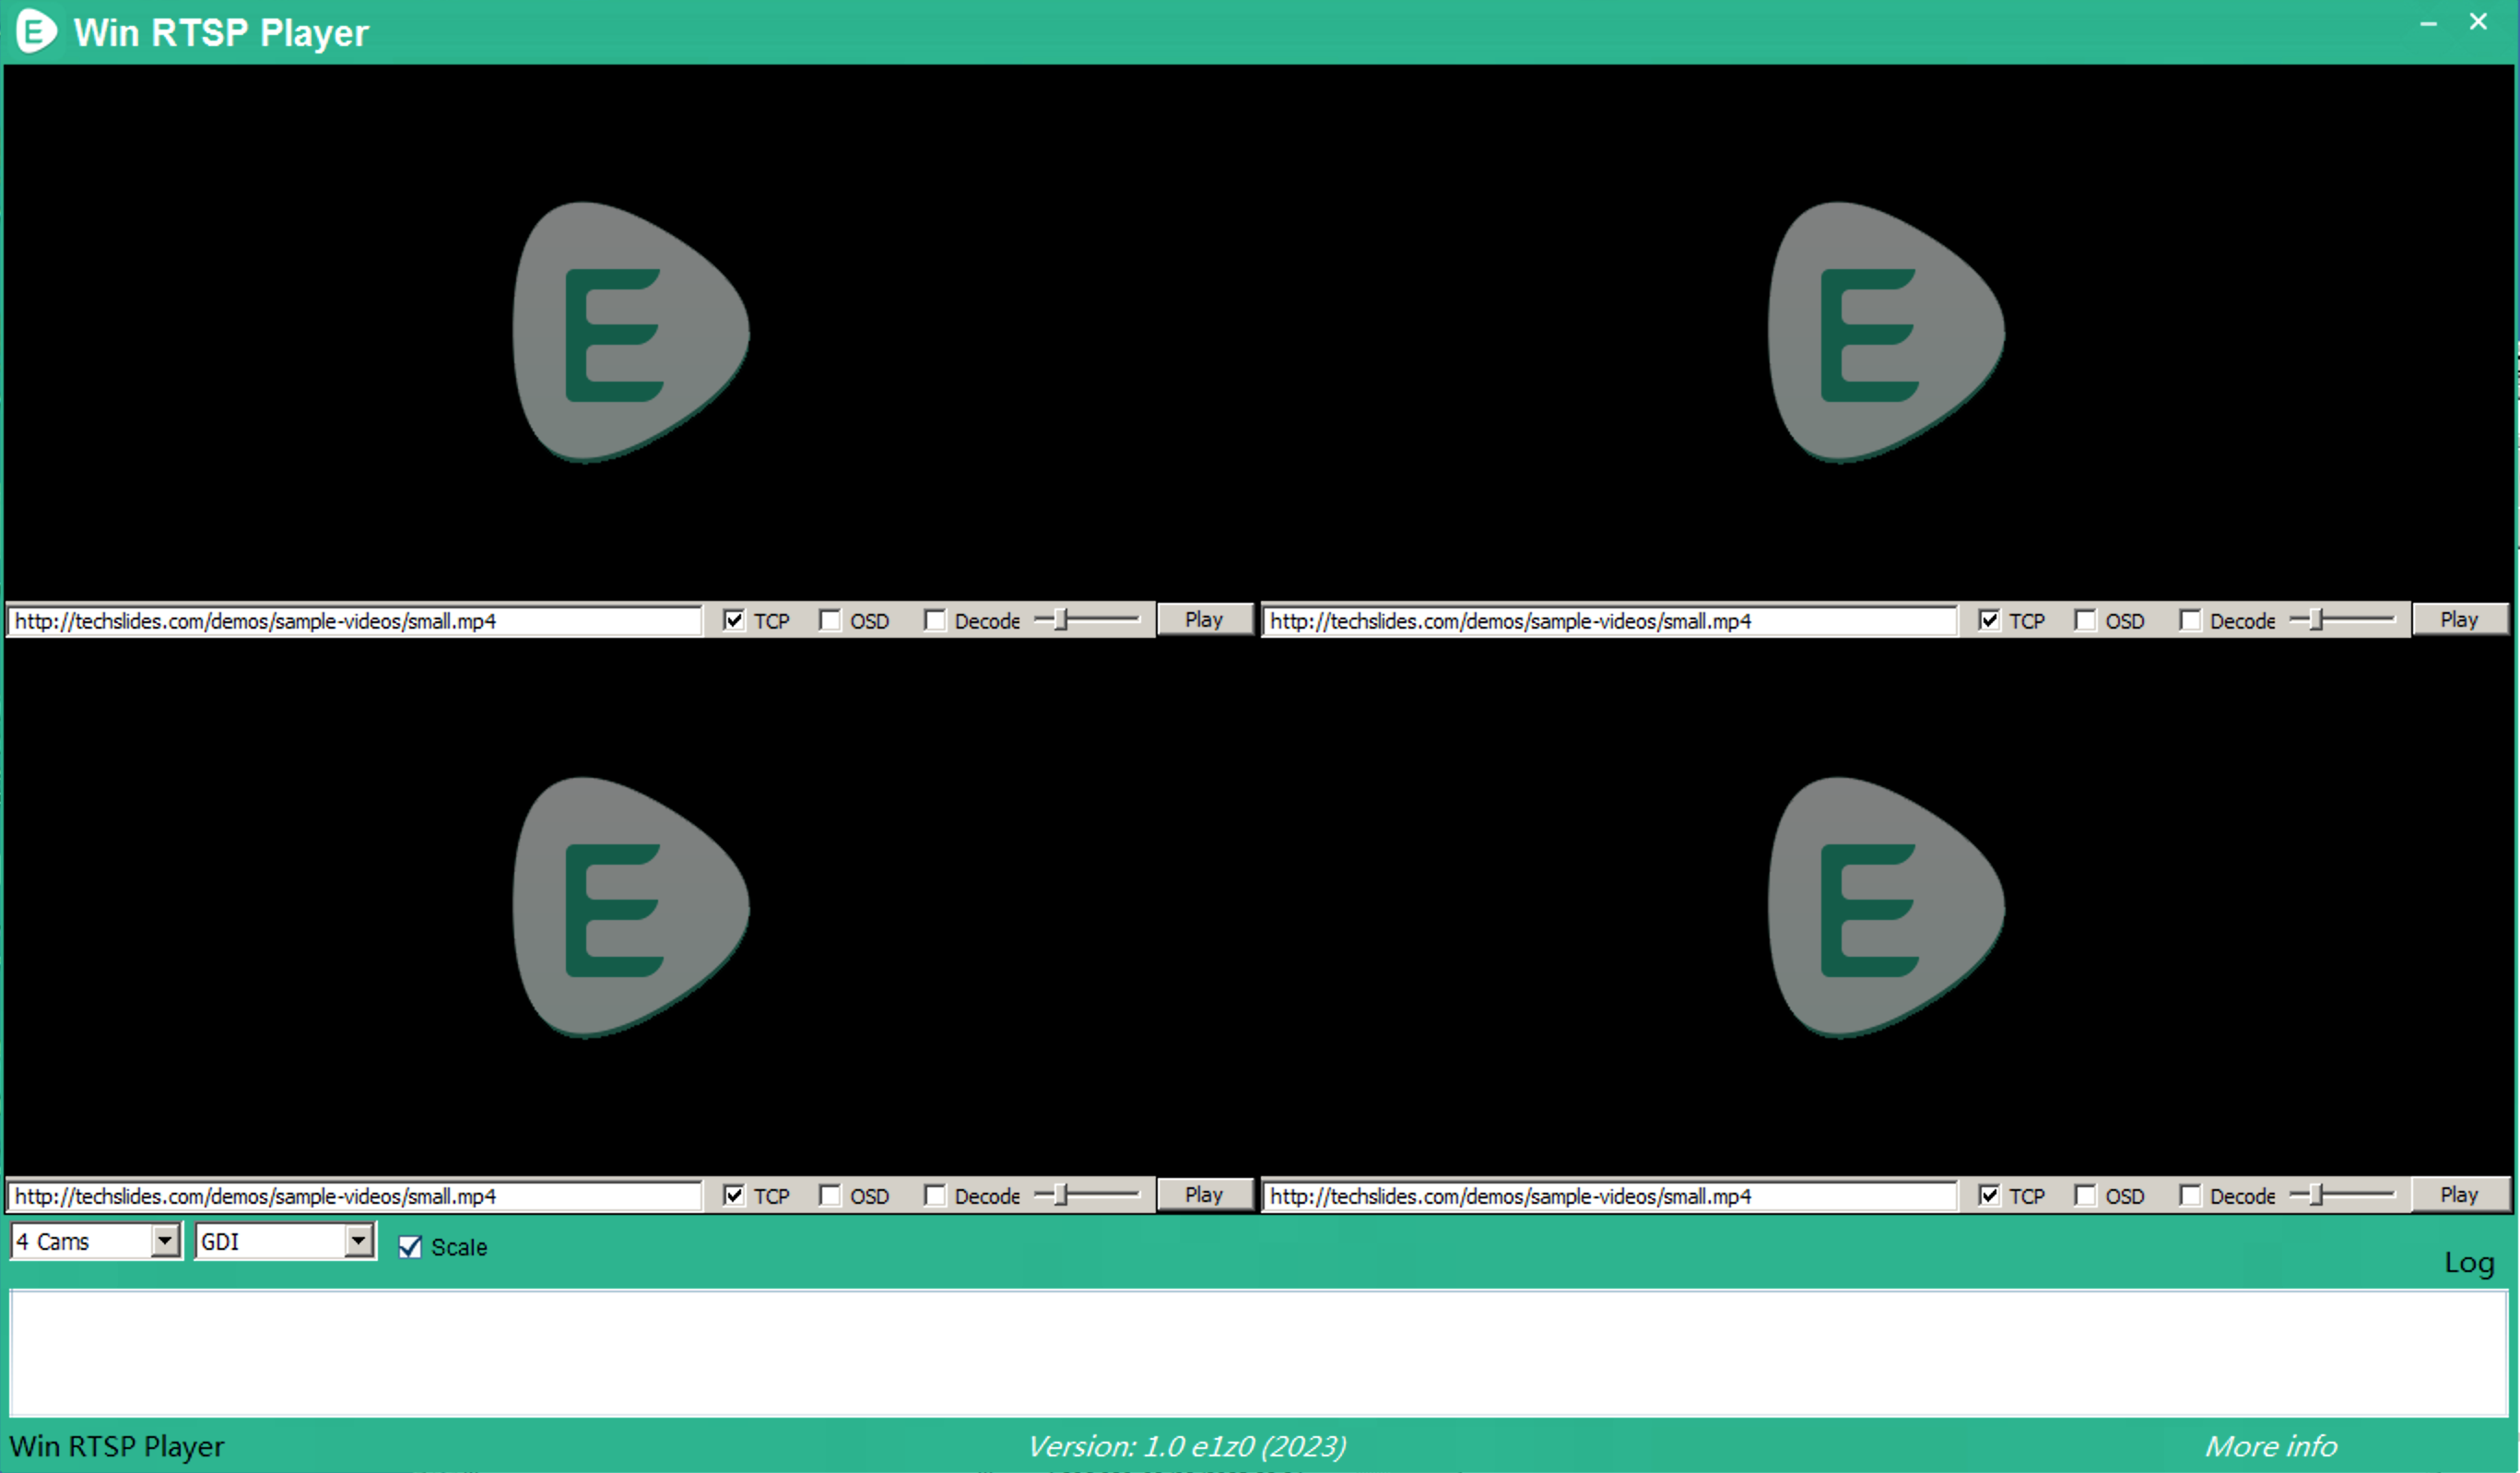 E Win RTSP Player
E
E
http://techslides.com/demos/sample-videos/small.mp4 TCP OSD Decode Play
http://techslides.com/demos/sample-videos/small.mp4 TCP OSD Decode Play
E
E
http://techslides.com/demos/sample-videos/small.mp4 TCP OSD Decode Play
http://techslides.com/demos/sample-videos/small.mp4 TCP OSD Decode Play
4 Cams GDI Scale
Log
Win RTSP Player
Version: 1.0 e1z0 (2023)
More info